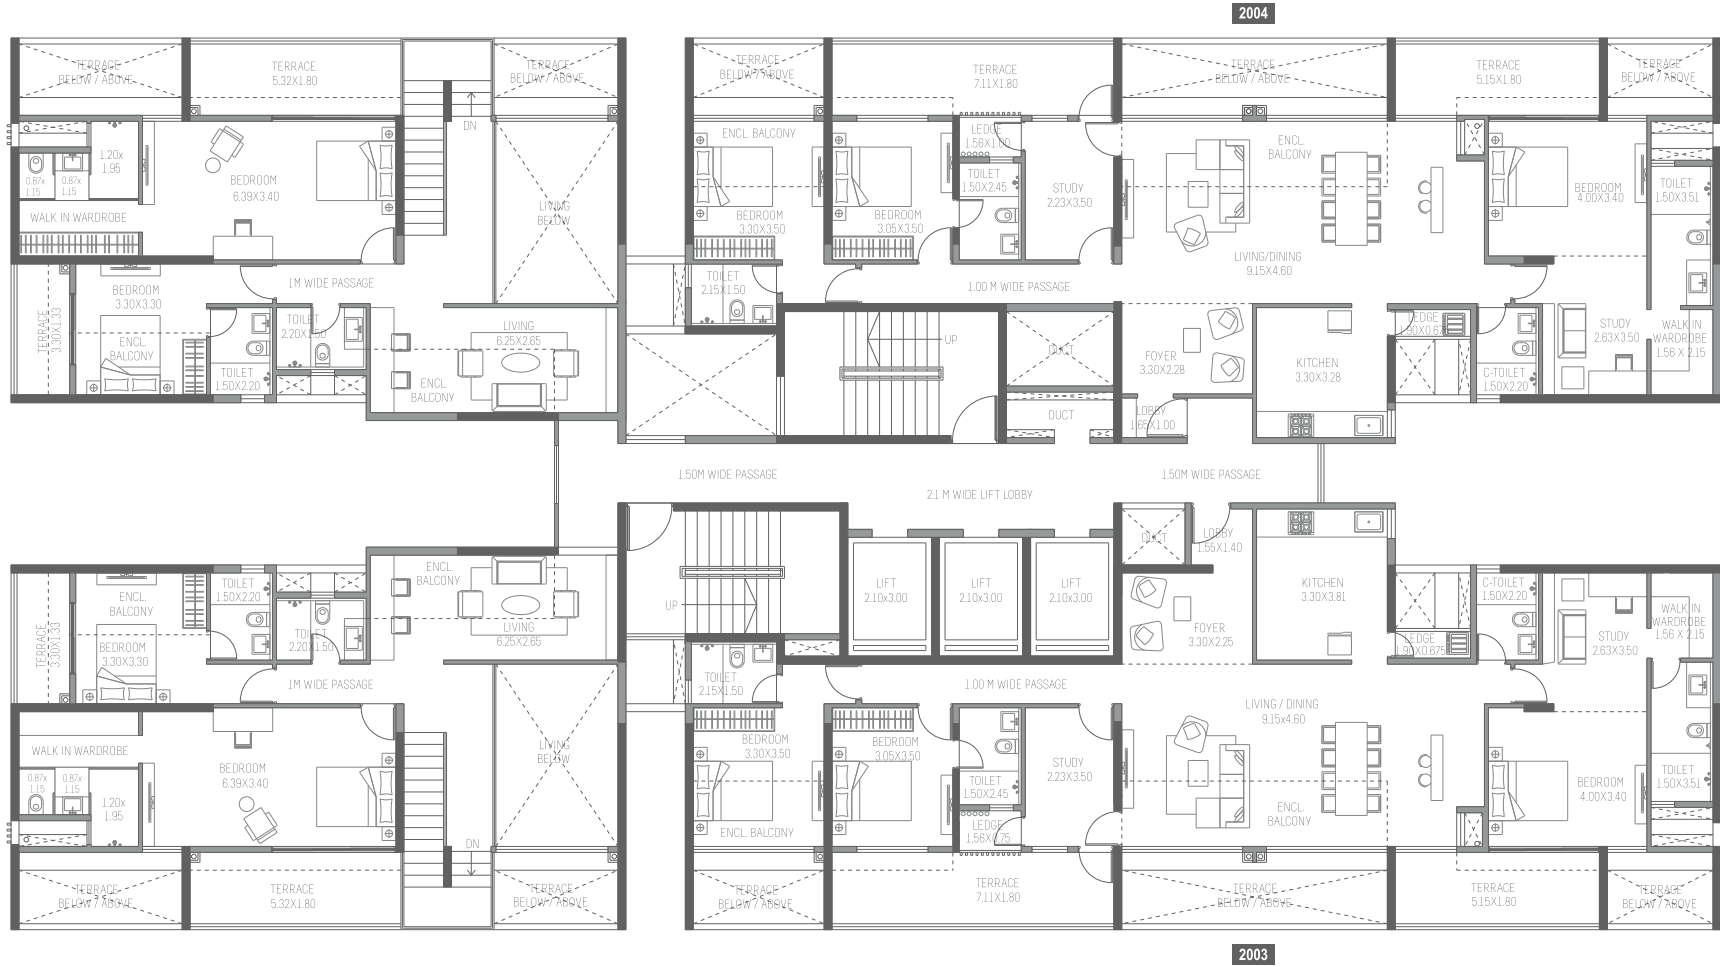 2004
TERRACE
BELOW / ABOVE
TERRACE
5.32X1.80
TERRACE
BELOW / ABOVE
TERRACE
BELOW / ABOVE
TERRACE
7.11X1.80
TERRACE
BELOW / ABOVE
TERRACE
5.15X1.80
TERRACE
BELOW / ABOVE
DN
1.20x
1.95
0.87x
1.15
0.87x
1.15
WALK IN WARDROBE
BEDROOM
6.39X3.40
LIVING
BELOW
ENCL. BALCONY
BEDROOM
3.30X3.50
BEDROOM
3.05X3.50
LEDGE
1.56X1.00
TOILET
1.50X2.45
STUDY
2.23X3.50
ENCL.
BALCONY
LIVING/DINING
9.15X4.60
BEDROOM
4.00X3.40
TOILET
1.50X3.51
BEDROOM
3.30X3.30
1M WIDE PASSAGE
TOILET
2.15X1.50
1.00 M WIDE PASSAGE
TERRACE
3.30X1.33
ENCL.
BALCONY
TOILET
1.50X2.20
TOILET
2.20X1.50
LIVING
6.25X2.65
ENCL.
BALCONY
UP
DUCT
DUCT
FOYER
3.30X2.28
LOBBY
1.65X1.00
KITCHEN
3.30X3.28
LEDGE
1.90X0.675
C-TOILET
1.50X2.20
STUDY
2.63X3.50
WALK IN
WARDROBE
1.56 X 2.15
1.50M WIDE PASSAGE
2.1 M WIDE LIFT LOBBY
1.50M WIDE PASSAGE
ENCL.
BALCONY
LIVING
6.25X2.65
ENCL.
BALCONY
TOILET
1.50X2.20
TOILET
2.20X1.50
TERRACE
3.30X1.33
BEDROOM
3.30X3.30
1M WIDE PASSAGE
UP
LIFT
2.10x3.00
LIFT
2.10x3.00
LIFT
2.10x3.00
DUCT
LOBBY
1.55X1.40
KITCHEN
3.30X3.81
FOYER
3.30X2.25
C-TOILET
1.50X2.20
LEDGE
1.90X0.675
STUDY
2.63X3.50
WALK IN
WARDROBE
1.56 X 2.15
TOILET
2.15X1.50
1.00 M WIDE PASSAGE
LIVING / DINING
9.15x4.60
WALK IN WARDROBE
0.87x
1.15
0.87x
1.15
1.20x
1.95
BEDROOM
6.39X3.40
LIVING
BELOW
BEDROOM
3.30X3.50
BEDROOM
3.05X3.50
ENCL. BALCONY
TOILET
1.50X2.45
LEDGE
1.56X0.75
STUDY
2.23X3.50
ENCL.
BALCONY
BEDROOM
4.00X3.40
TOILET
1.50X3.51
DN
TERRACE
BELOW / ABOVE
TERRACE
5.32X1.80
TERRACE
BELOW / ABOVE
TERRACE
BELOW / ABOVE
TERRACE
7.11X1.80
TERRACE
BELOW / ABOVE
TERRACE
5.15X1.80
TERRACE
BELOW / ABOVE
2003